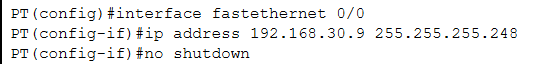 PT(config)#interface fastethernet 0/0
PT(config-if)#ip address 192.168.30.9 255.255.255.248
PT(config-if)#no shutdown